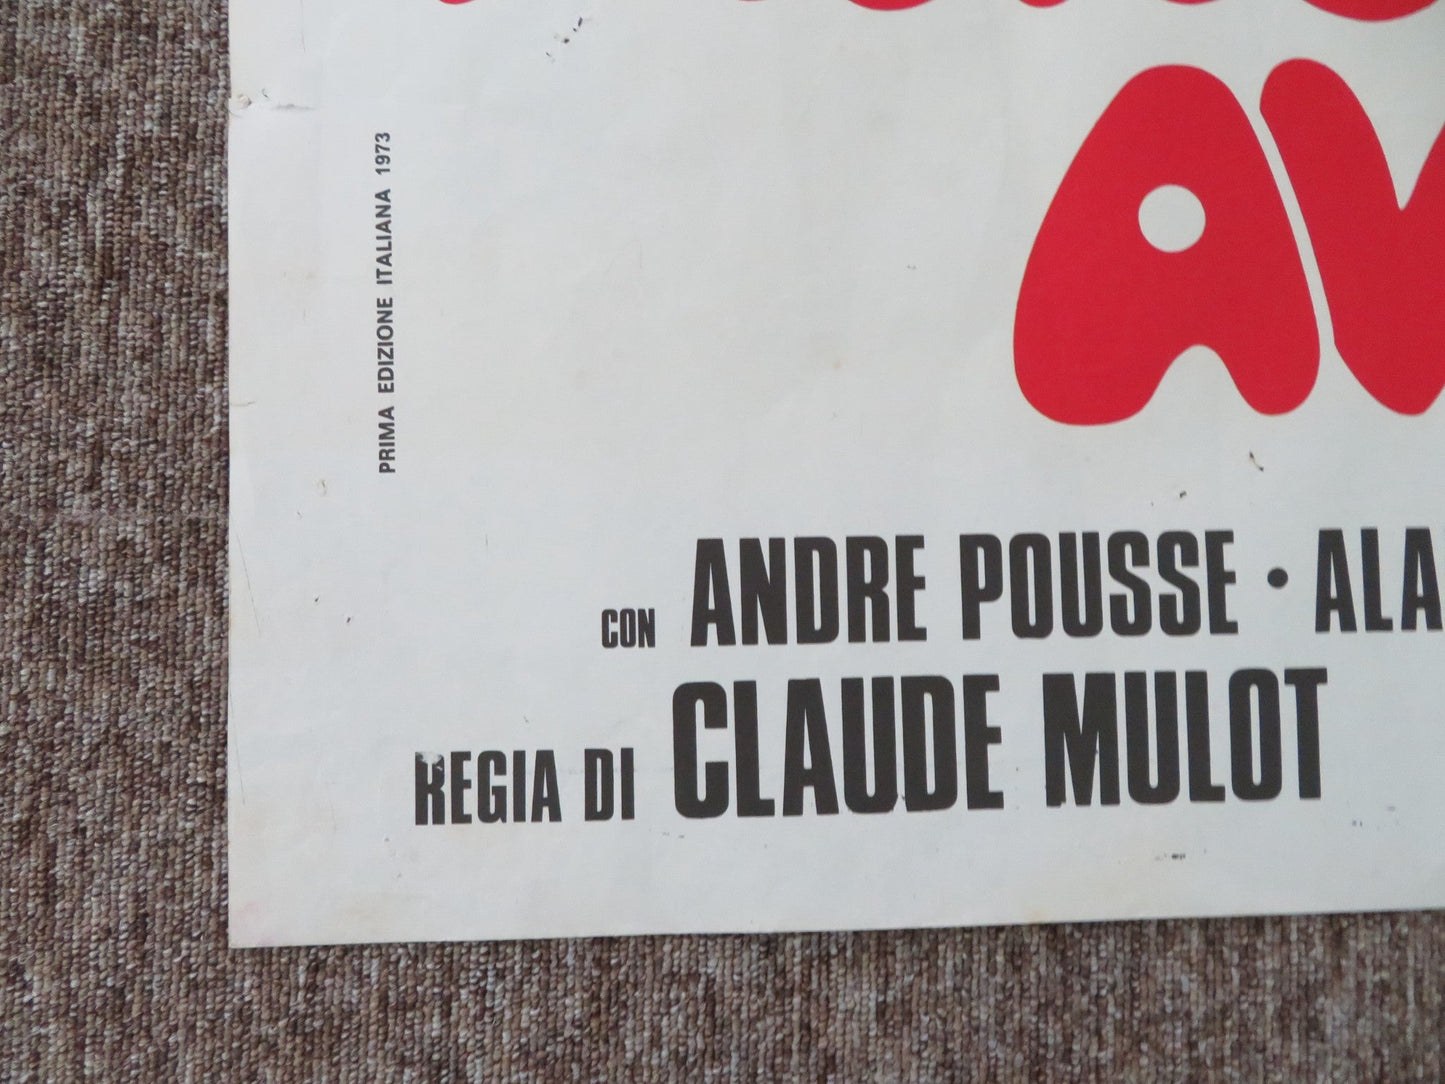 AV
PRIMA EDIZIONE ITALIANA 1973
CON ANDRE POUSSE · ALA
REGIA DI CLAUDE MULOT